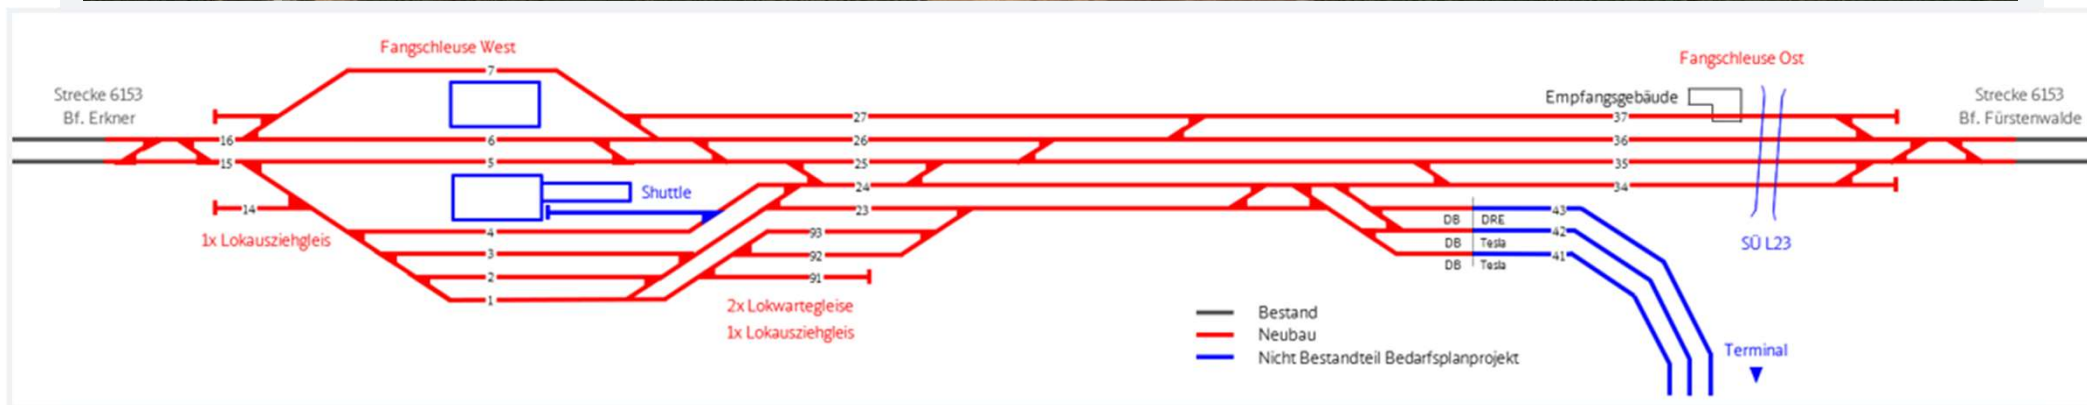 Fangschleuse West
Fangschleuse Ost
Strecke 6153
Bf. Erkner
Empfangsgebäude
Strecke 6153
Bf. Fürstenwalde
7
27
37
16
6
26
36
15
5
25
35
Shuttle
24
34
14
23
43
DB
DRE
1x Lokausziehgleis
4
93
42
DB
Tesla
SÜ L23
3
92
41
DB
Tesla
2
91
1
2x Lokwartegleise
1x Lokausziehgleis
Bestand
Neubau
Nicht Bestandteil Bedarfsplanprojekt
Terminal